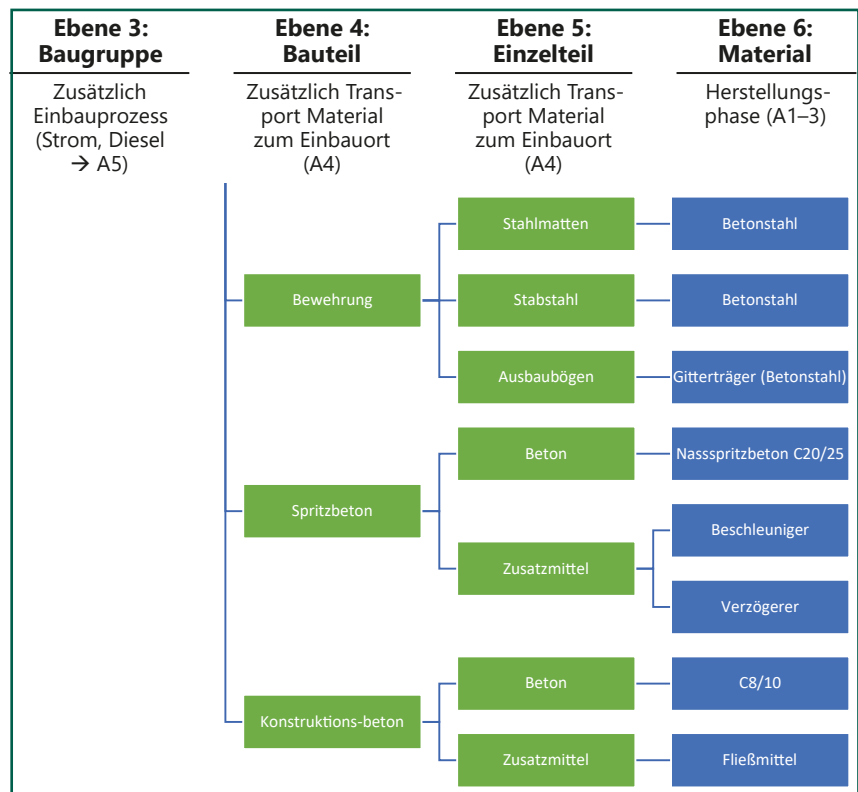 Ebene 3:
Baugruppe
Zusätzlich
Einbauprozess
(Strom, Diesel
→ A5)
Ebene 4:
Bauteil
Zusätzlich Trans-
port Material
zum Einbauort
(A4)
Ebene 5:
Einzelteil
Zusätzlich Trans-
port Material
zum Einbauort
(A4)
Ebene 6:
Material
Herstellungs-
phase (A1–3)
Bewehrung
Stahlmatten
Betonstahl
Stabstahl
Betonstahl
Ausbaubögen
Gitterträger (Betonstahl)
Spritzbeton
Beton
Nassspritzbeton C20/25
Zusatzmittel
Beschleuniger
Verzögerer
Konstruktions-beton
Beton
C8/10
Zusatzmittel
Fließmittel